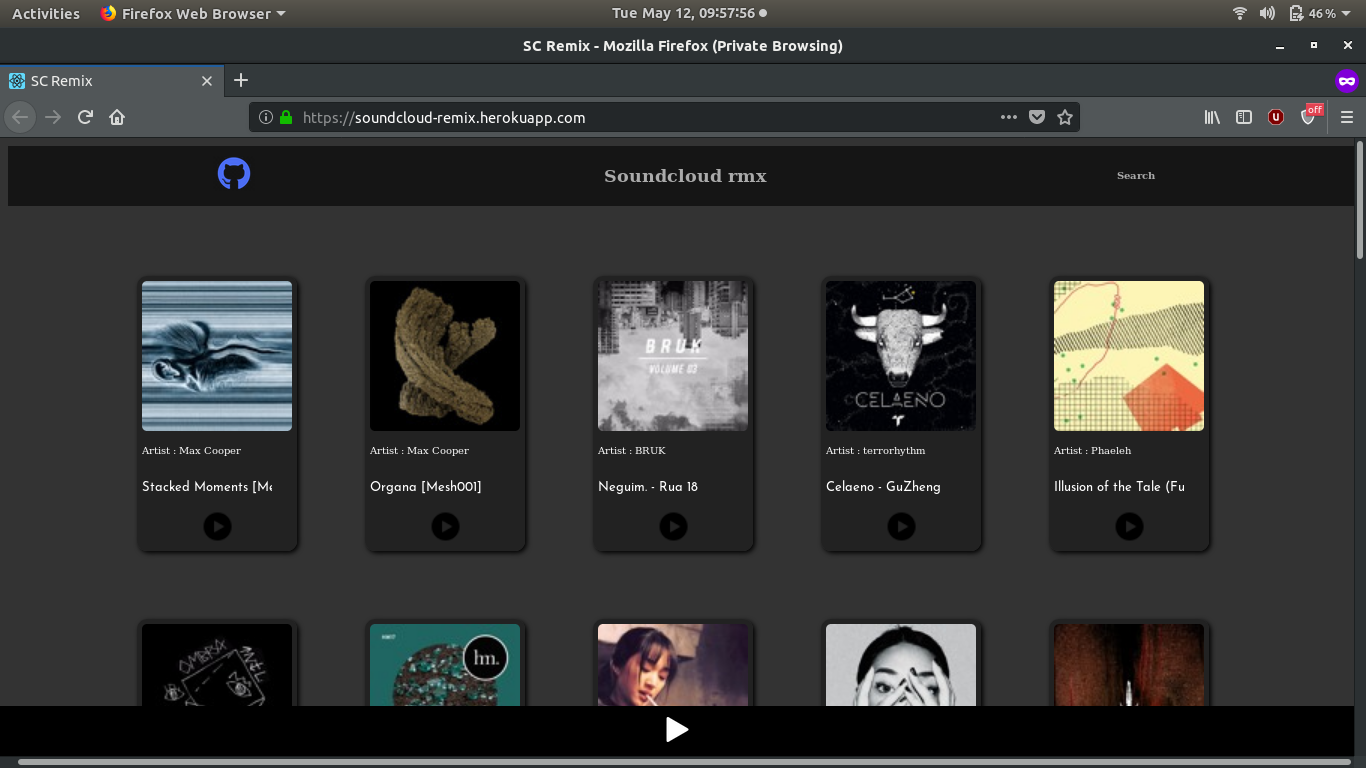 Activities Firefox Web Browser Tue May 12, 09:57:56 46%
SC Remix - Mozilla Firefox (Private Browsing)
SC Remix
https://soundcloud-remix.herokuapp.com off
Soundcloud rmx Search
BRUK
VOLUME 03
CELAENO
Artist : Max Cooper Artist : Max Cooper Artist : BRUK Artist : terrorhythm Artist : Phaeleh
Stacked Moments [Me Organa [Mesh001] Neguim. - Rua 18 Celaeno - GuZheng Illusion of the Tale (Fu
OMBRA
hm.